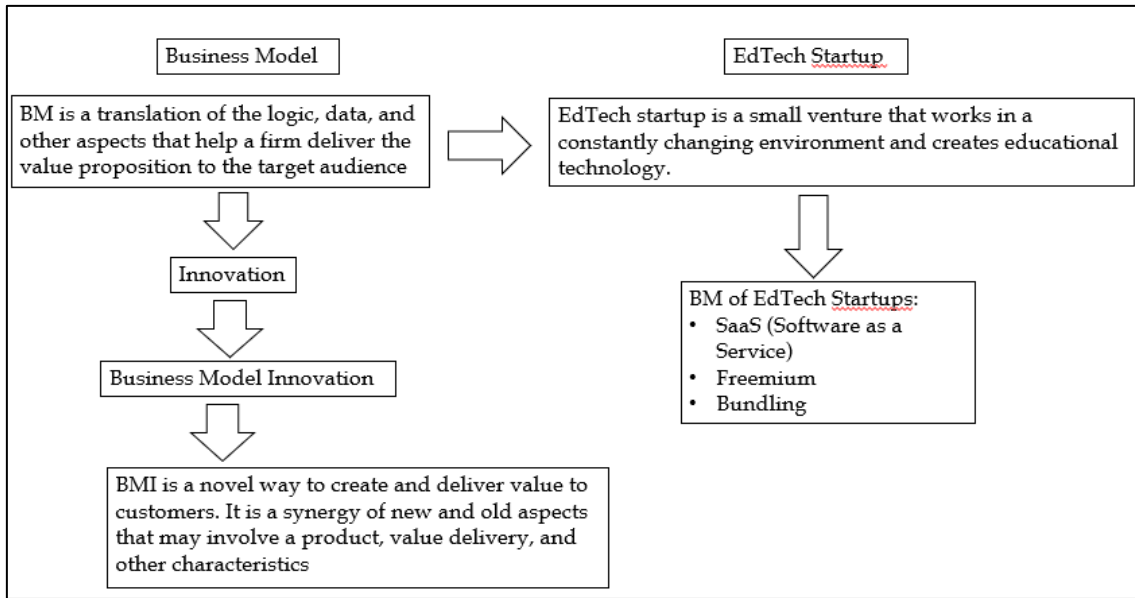 Business Model
EdTech Startup
BM is a translation of the logic, data, and
other aspects that help a firm deliver the
value proposition to the target audience
EdTech startup is a small venture that works in a
constantly changing environment and creates educational
technology.
Innovation
Business Model Innovation
BMI is a novel way to create and deliver value to
customers. It is a synergy of new and old aspects
that may involve a product, value delivery, and
other characteristics
BM of EdTech Startups:
• SaaS (Software as a
Service)
• Freemium
• Bundling